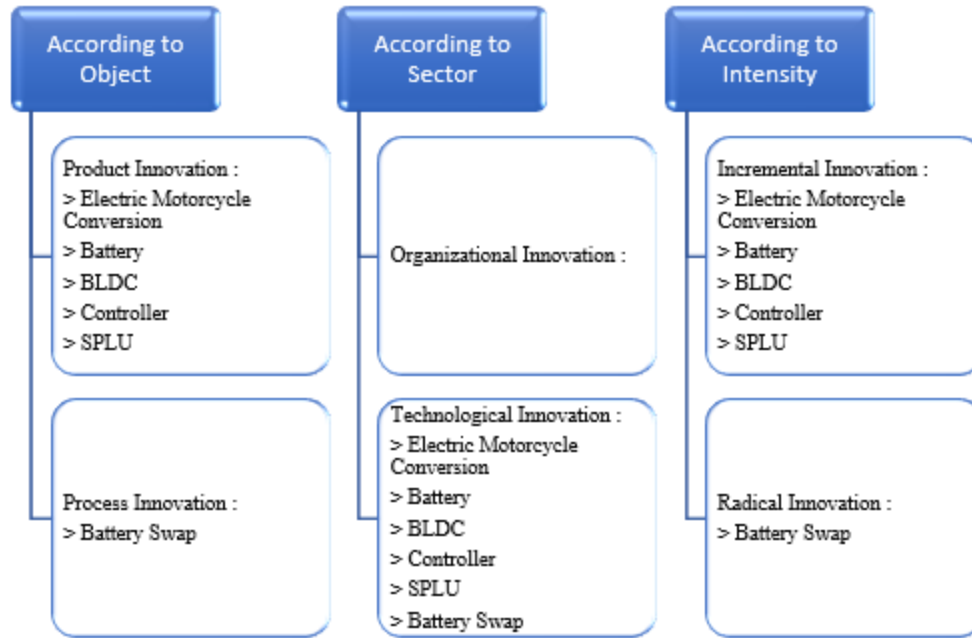 According to
Object
Product Innovation :
> Electric Motorcycle
Conversion
> Battery
> BLDC
> Controller
> SPLU
Process Innovation :
> Battery Swap
According to
Sector
Organizational Innovation :
Technological Innovation :
> Electric Motorcycle
Conversion
> Battery
> BLDC
> Controller
> SPLU
> Battery Swap
According to
Intensity
Incremental Innovation :
> Electric Motorcycle
Conversion
> Battery
> BLDC
> Controller
> SPLU
Radical Innovation :
> Battery Swap